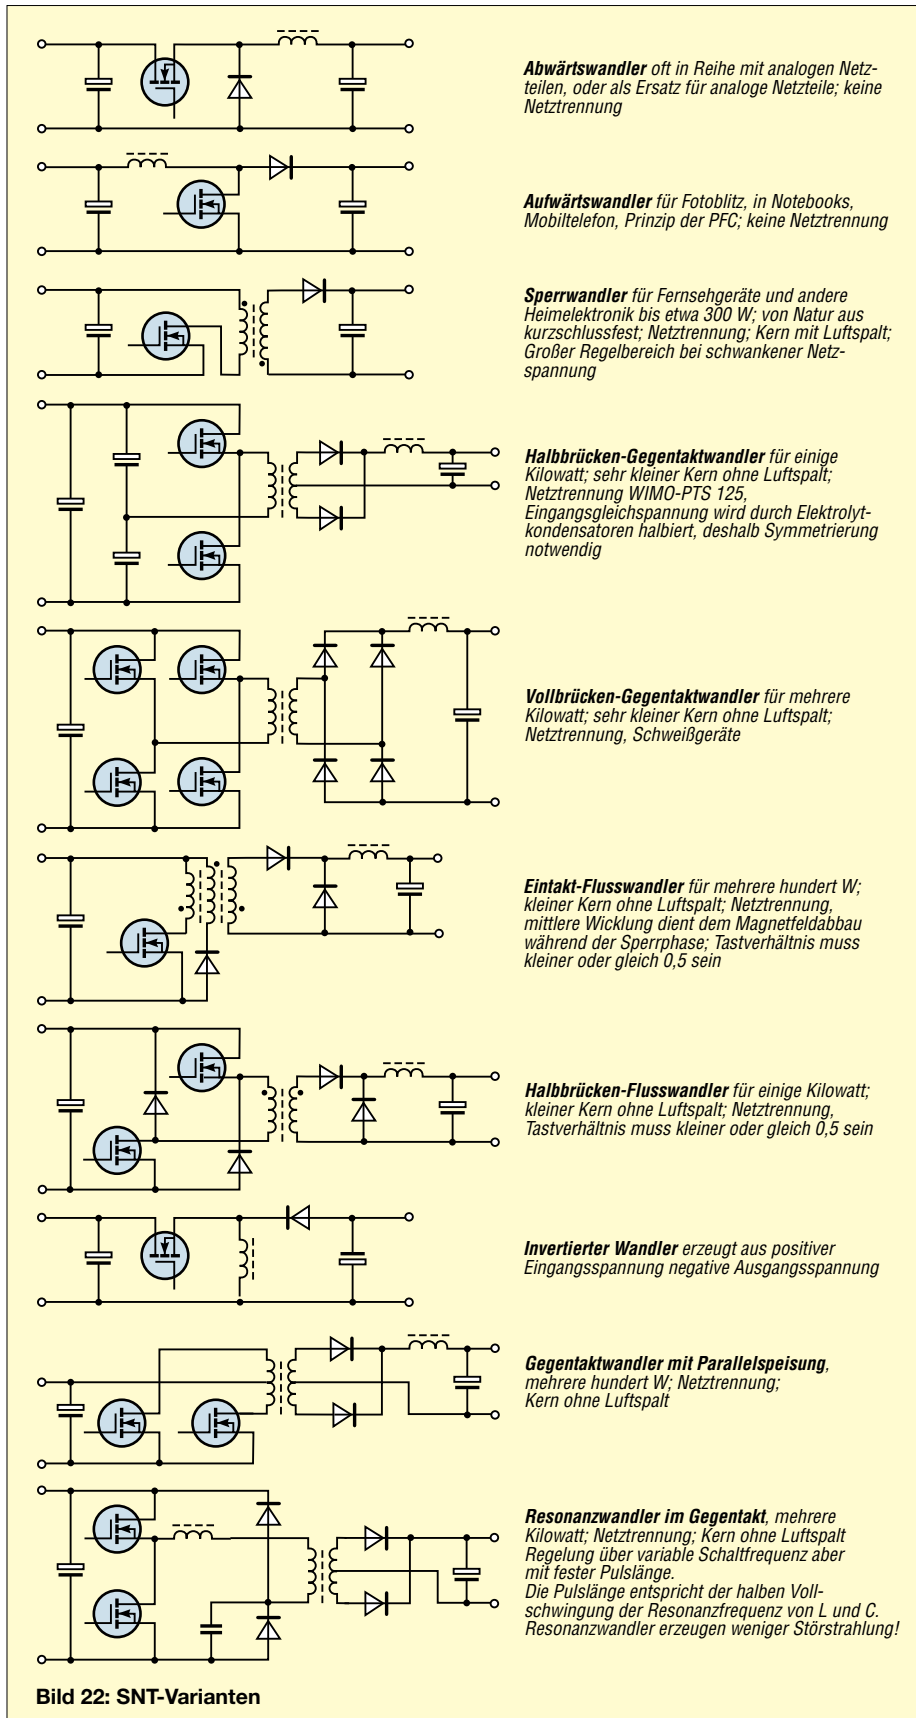 Abwärtswandler oft in Reihe mit analogen Netz-
teilen, oder als Ersatz für analoge Netzteile; keine
Netztrennung
Aufwärtswandler für Fotoblitz, in Notebooks,
Mobiltelefon, Prinzip der PFC; keine Netztrennung
Sperrwandler für Fernsehgeräte und andere
Heimelektronik bis etwa 300 W; von Natur aus
kurzschlussfest; Netztrennung; Kern mit Luftspalt;
Großer Regelbereich bei schwankener Netz-
spannung
Halbbrücken-Gegentaktwandler für einige
Kilowatt; sehr kleiner Kern ohne Luftspalt;
Netztrennung WIMO-PTS 125,
Eingangsgleichspannung wird durch Elektrolyt-
kondensatoren halbiert, deshalb Symmetrierung
notwendig
Vollbrücken-Gegentaktwandler für mehrere
Kilowatt; sehr kleiner Kern ohne Luftspalt;
Netztrennung, Schweißgeräte
Eintakt-Flusswandler für mehrere hundert W;
kleiner Kern ohne Luftspalt; Netztrennung,
mittlere Wicklung dient dem Magnetfeldabbau
während der Sperrphase; Tastverhältnis muss
kleiner oder gleich 0,5 sein
Halbbrücken-Flusswandler für einige Kilowatt;
kleiner Kern ohne Luftspalt; Netztrennung,
Tastverhältnis muss kleiner oder gleich 0,5 sein
Invertierter Wandler erzeugt aus positiver
Eingangsspannung negative Ausgangsspannung
Gegentaktwandler mit Parallelspeisung,
mehrere hundert W; Netztrennung;
Kern ohne Luftspalt
Resonanzwandler im Gegentakt, mehrere
Kilowatt; Netztrennung; Kern ohne Luftspalt
Regelung über variable Schaltfrequenz aber
mit fester Pulslänge.
Die Pulslänge entspricht der halben Voll-
schwingung der Resonanzfrequenz von L und C.
Resonanzwandler erzeugen weniger Störstrahlung!
Bild 22: SNT-Varianten